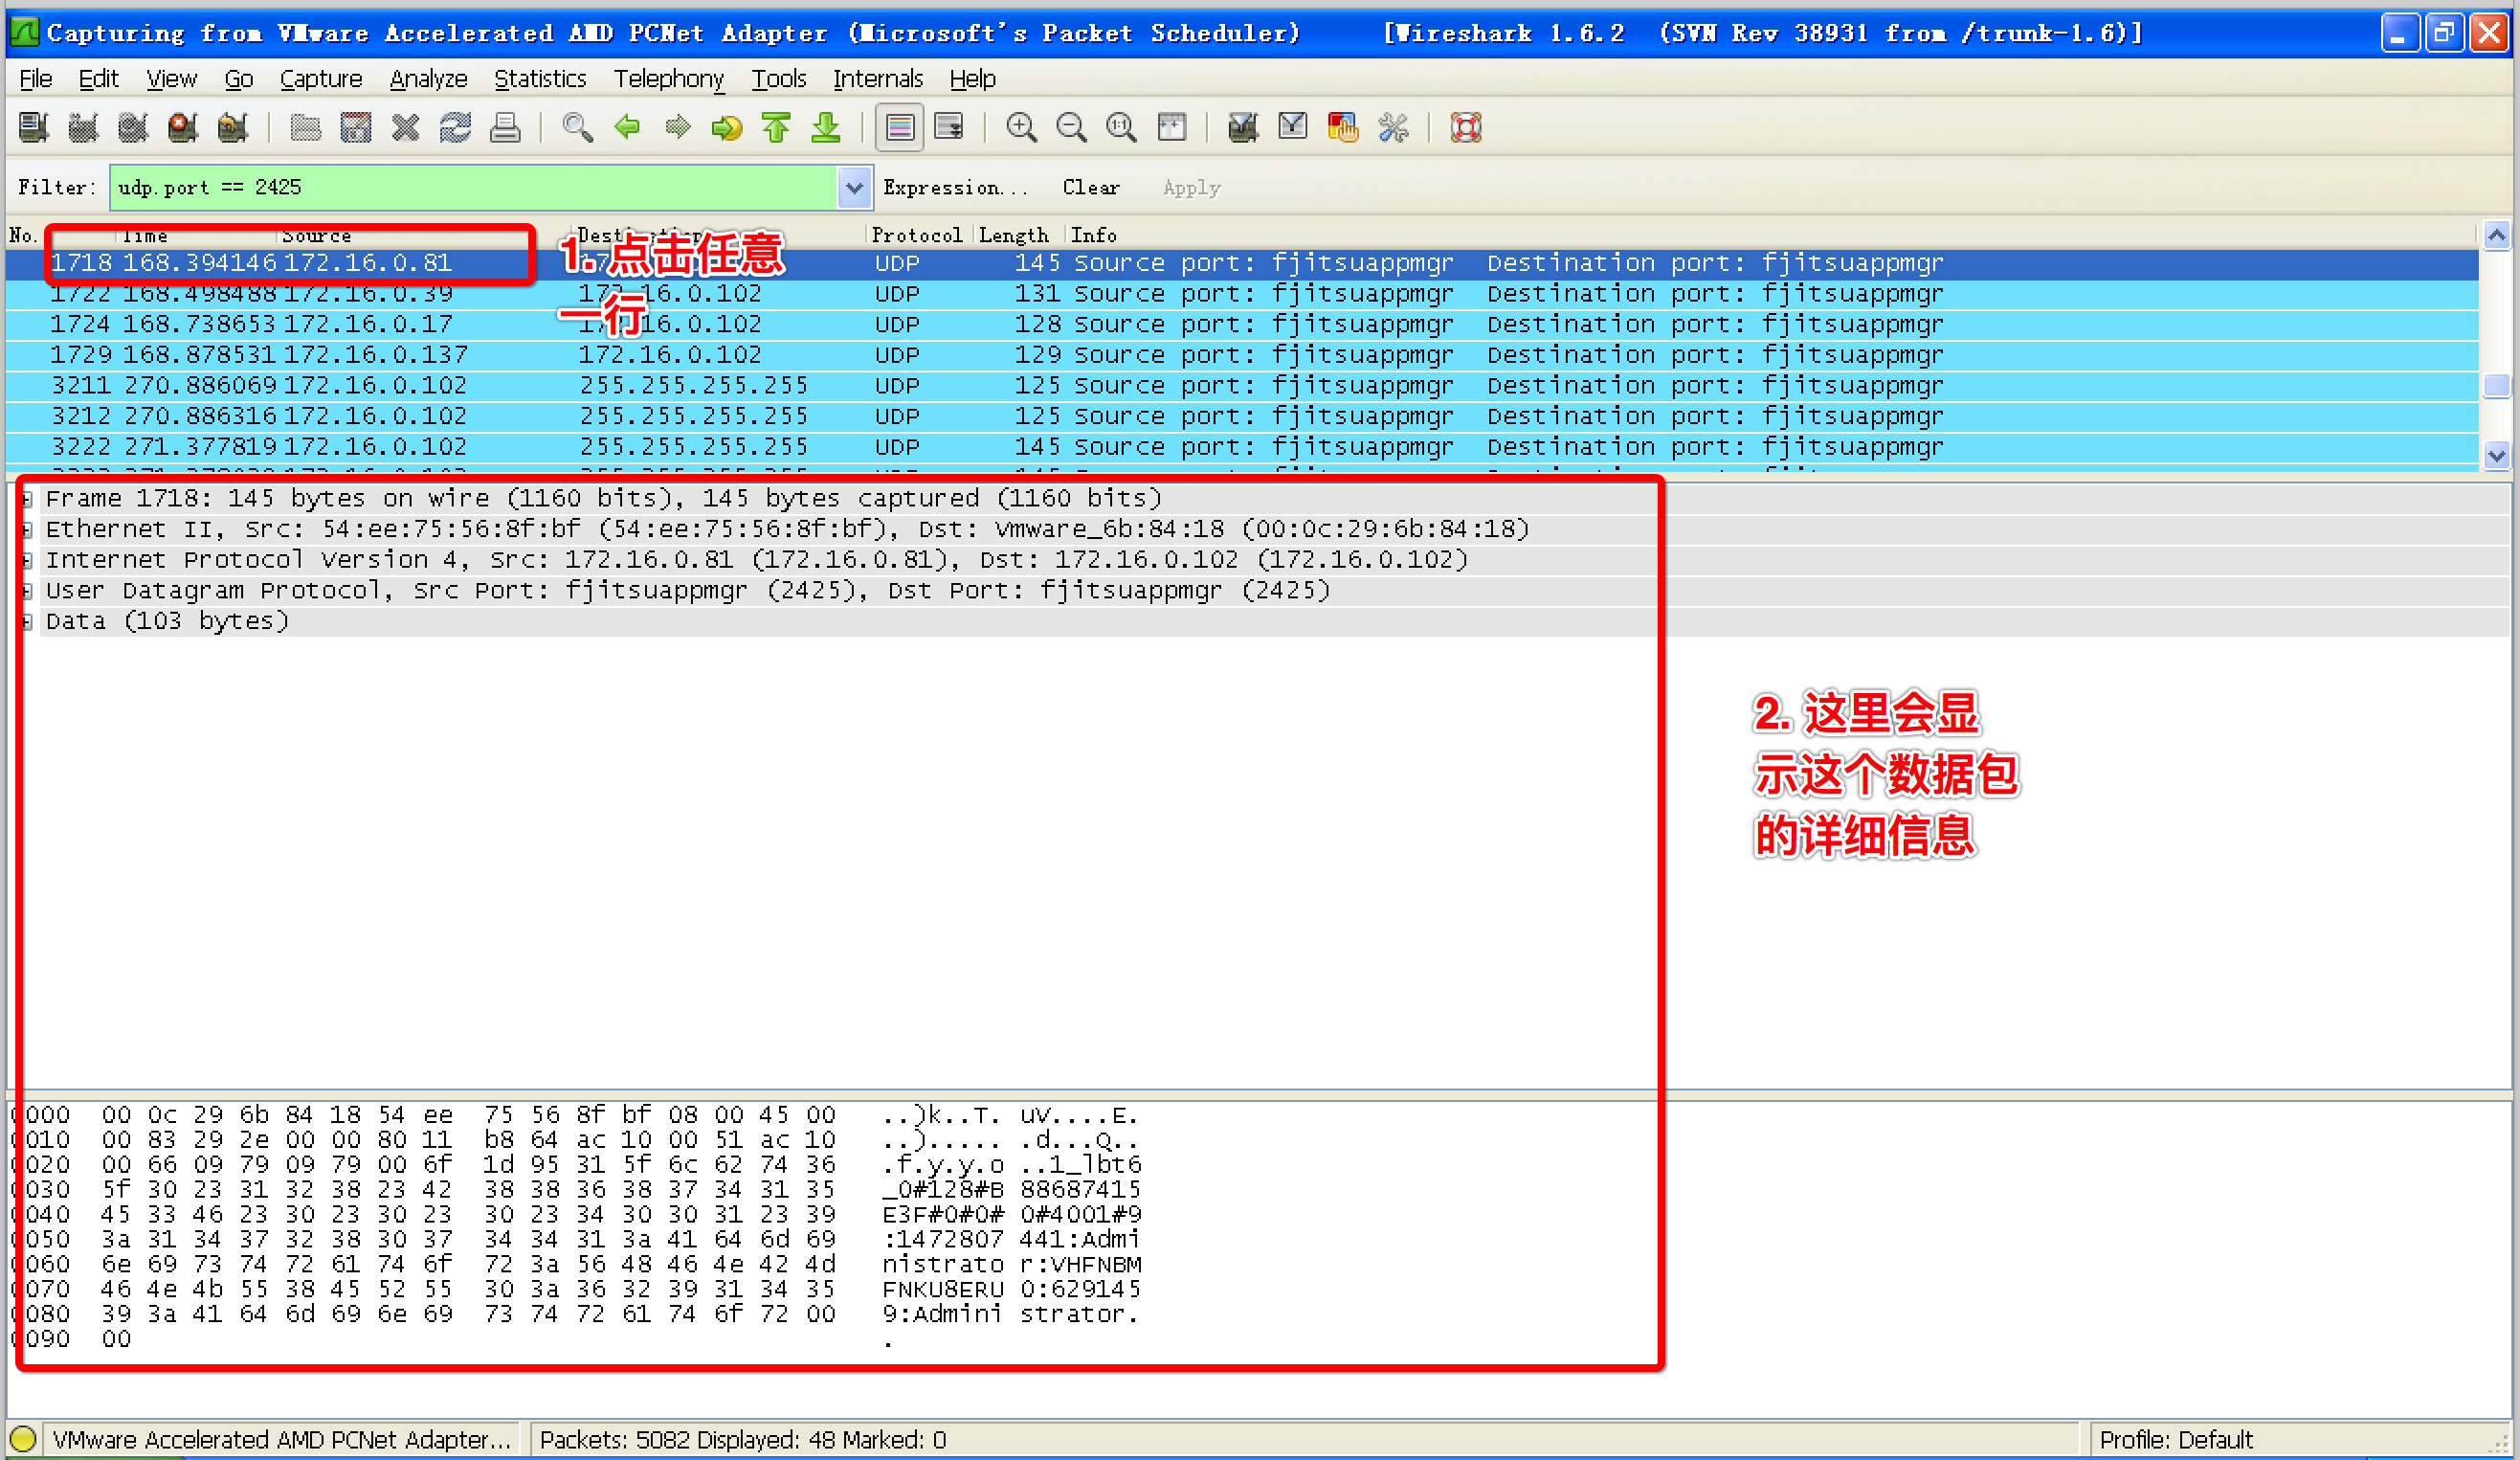 Capturing from VMware Accelerated AMD PCNet Adapter (Microsoft's Packet Scheduler) [Wireshark 1.6.2 (SVN Rev 38931 from /trunk-1.6)]
File Edit View Go Capture Analyze Statistics Telephony Tools Internals Help
Filter: udp.port == 2425 Expression... Clear Apply
No. Time Source Protocol Length Info
1718 168.394146 172.16.0.81 UDP 145 Source port: fjitsuappmgr Destination port: fjitsuappmgr
1. 点击任意
一行
1722 168.498488 172.16.0.39 172.16.0.102 UDP 131 Source port: fjitsuappmgr Destination port: fjitsuappmgr
1724 168.738653 172.16.0.17 172.16.0.102 UDP 128 Source port: fjitsuappmgr Destination port: fjitsuappmgr
1729 168.878531 172.16.0.137 172.16.0.102 UDP 129 Source port: fjitsuappmgr Destination port: fjitsuappmgr
3211 270.886069 172.16.0.102 255.255.255.255 UDP 125 Source port: fjitsuappmgr Destination port: fjitsuappmgr
3212 270.886316 172.16.0.102 255.255.255.255 UDP 125 Source port: fjitsuappmgr Destination port: fjitsuappmgr
3222 271.377819 172.16.0.102 255.255.255.255 UDP 145 Source port: fjitsuappmgr Destination port: fjitsuappmgr
Frame 1718: 145 bytes on wire (1160 bits), 145 bytes captured (1160 bits)
Ethernet II, Src: 54:ee:75:56:8f:bf (54:ee:75:56:8f:bf), Dst: Vmware_6b:84:18 (00:0c:29:6b:84:18)
Internet Protocol Version 4, Src: 172.16.0.81 (172.16.0.81), Dst: 172.16.0.102 (172.16.0.102)
User Datagram Protocol, Src Port: fjitsuappmgr (2425), Dst Port: fjitsuappmgr (2425)
Data (103 bytes)
2. 这里会显
示这个数据包
的详细信息
0000 00 0c 29 6b 84 18 54 ee 75 56 8f bf 08 00 45 00 ..)k..T. uV....E.
0010 00 83 29 2e 00 00 80 11 b8 64 ac 10 00 51 ac 10 ..)..... .d...Q..
0020 00 66 09 79 09 79 00 6f 1d 95 31 5f 6c 62 74 36 .f.y.y.o ..1_lbt6
0030 5f 30 23 31 32 38 23 42 38 38 36 38 37 34 31 35 _0#128#B 88687415
0040 45 33 46 23 30 23 30 23 30 23 34 30 30 31 23 39 E3F#0#0# 0#4001#9
0050 3a 31 34 37 32 38 30 37 34 34 31 3a 41 64 6d 69 :1472807 441:Admi
0060 6e 69 73 74 72 61 74 6f 72 3a 56 48 46 4e 42 4d nistrato r:VHFNBM
0070 46 4e 4b 55 38 45 52 55 30 3a 36 32 39 31 34 35 FNKU8ERU 0:629145
0080 39 3a 41 64 6d 69 6e 69 73 74 72 61 74 6f 72 00 9:Admini strator.
0090 00 .
VMware Accelerated AMD PCNet Adapter... Packets: 5082 Displayed: 48 Marked: 0 Profile: Default